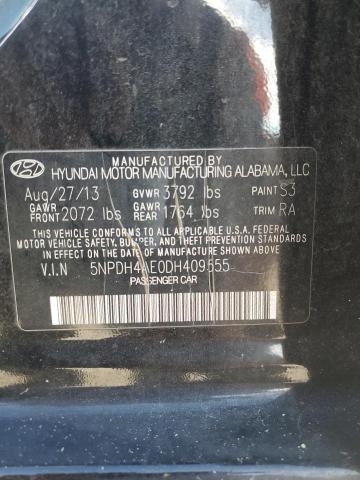 MANUFACTURED BY
HYUNDAI MOTOR MANUFACTURING ALABAMA, LLC
Aug/27/13 GVWR 3792 lbs PAINT S3
GAWR FRONT 2072 lbs GAWR REAR 1764 lbs TRIM RA
THIS VEHICLE CONFORMS TO ALL APPLICABLE
U.S. FEDERAL MOTOR VEHICLE SAFETY, BUMPER,
AND THEFT PREVENTION STANDARDS IN EFFECT
ON THE DATE OF MANUFACTURE SHOWN ABOVE.
V.I.N
PASSENGER CAR